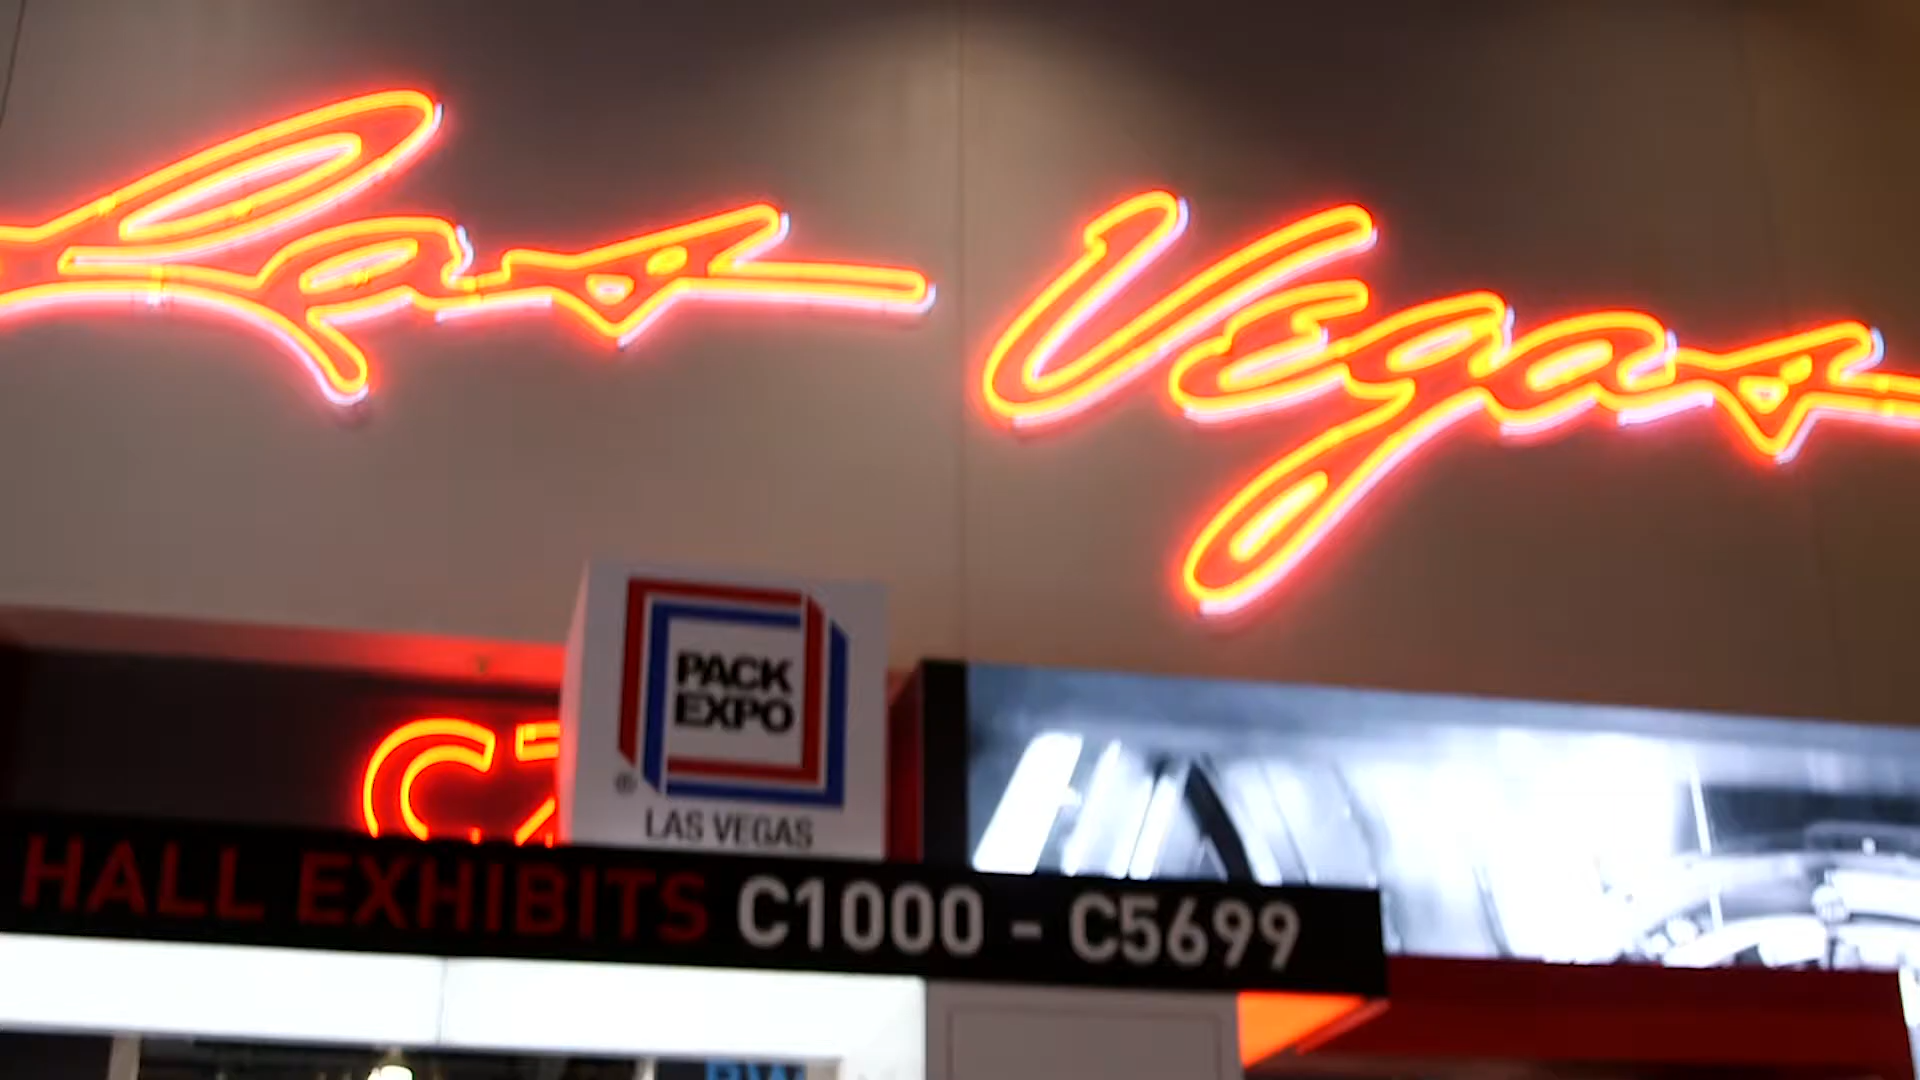 Las Vegas
PACK
EXPO
®
LAS VEGAS
HALL EXHIBITS C1000 - C5699